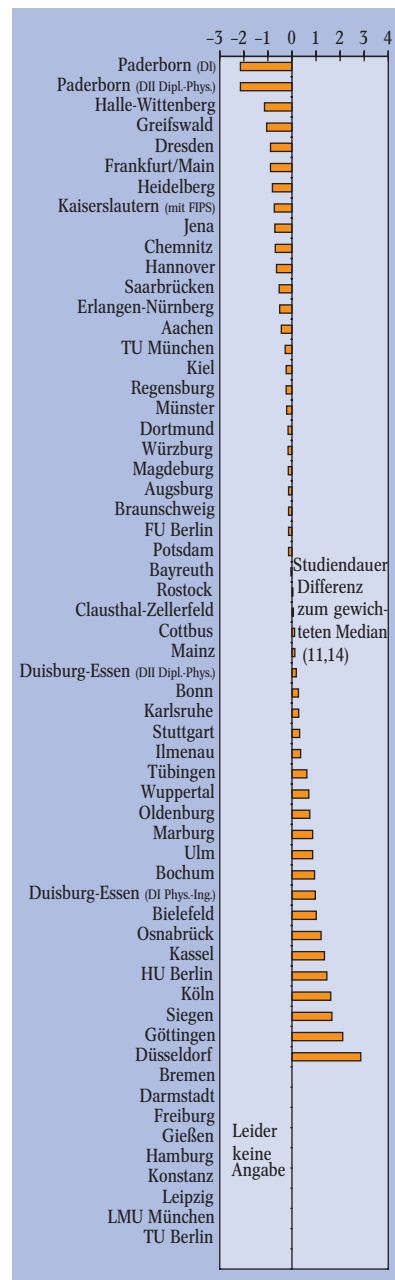 –3 –2 –1 0 1 2 3 4
Paderborn (DI)
Paderborn (DII Dipl.-Phys.)
Halle-Wittenberg
Greifswald
Dresden
Frankfurt/Main
Heidelberg
Kaiserslautern (mit FIPS)
Jena
Chemnitz
Hannover
Saarbrücken
Erlangen-Nürnberg
Aachen
TU München
Kiel
Regensburg
Münster
Dortmund
Würzburg
Magdeburg
Augsburg
Braunschweig
FU Berlin
Potsdam
Bayreuth
Rostock
Clausthal-Zellerfeld
Cottbus
Mainz
Duisburg-Essen (DII Dipl.-Phys.)
Bonn
Karlsruhe
Stuttgart
Ilmenau
Tübingen
Wuppertal
Oldenburg
Marburg
Ulm
Bochum
Duisburg-Essen (DI Phys.-Ing.)
Bielefeld
Osnabrück
Kassel
HU Berlin
Köln
Siegen
Göttingen
Düsseldorf
Bremen
Darmstadt
Freiburg
Gießen
Hamburg
Konstanz
Leipzig
LMU München
TU Berlin
Studiendauer
Differenz
zum gewich-
teten Median
(11,14)
Leider
keine
Angabe